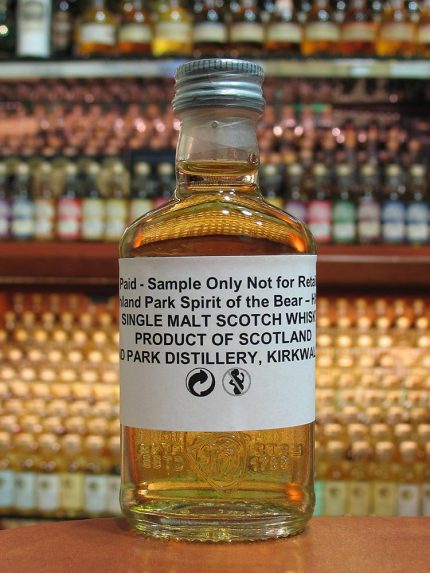 Paid - Sample Only Not for Reta
nland Park Spirit of the Bear – H
SINGLE MALT SCOTCH WHISK
PRODUCT OF SCOTLAND
D PARK DISTILLERY, KIRKWAL